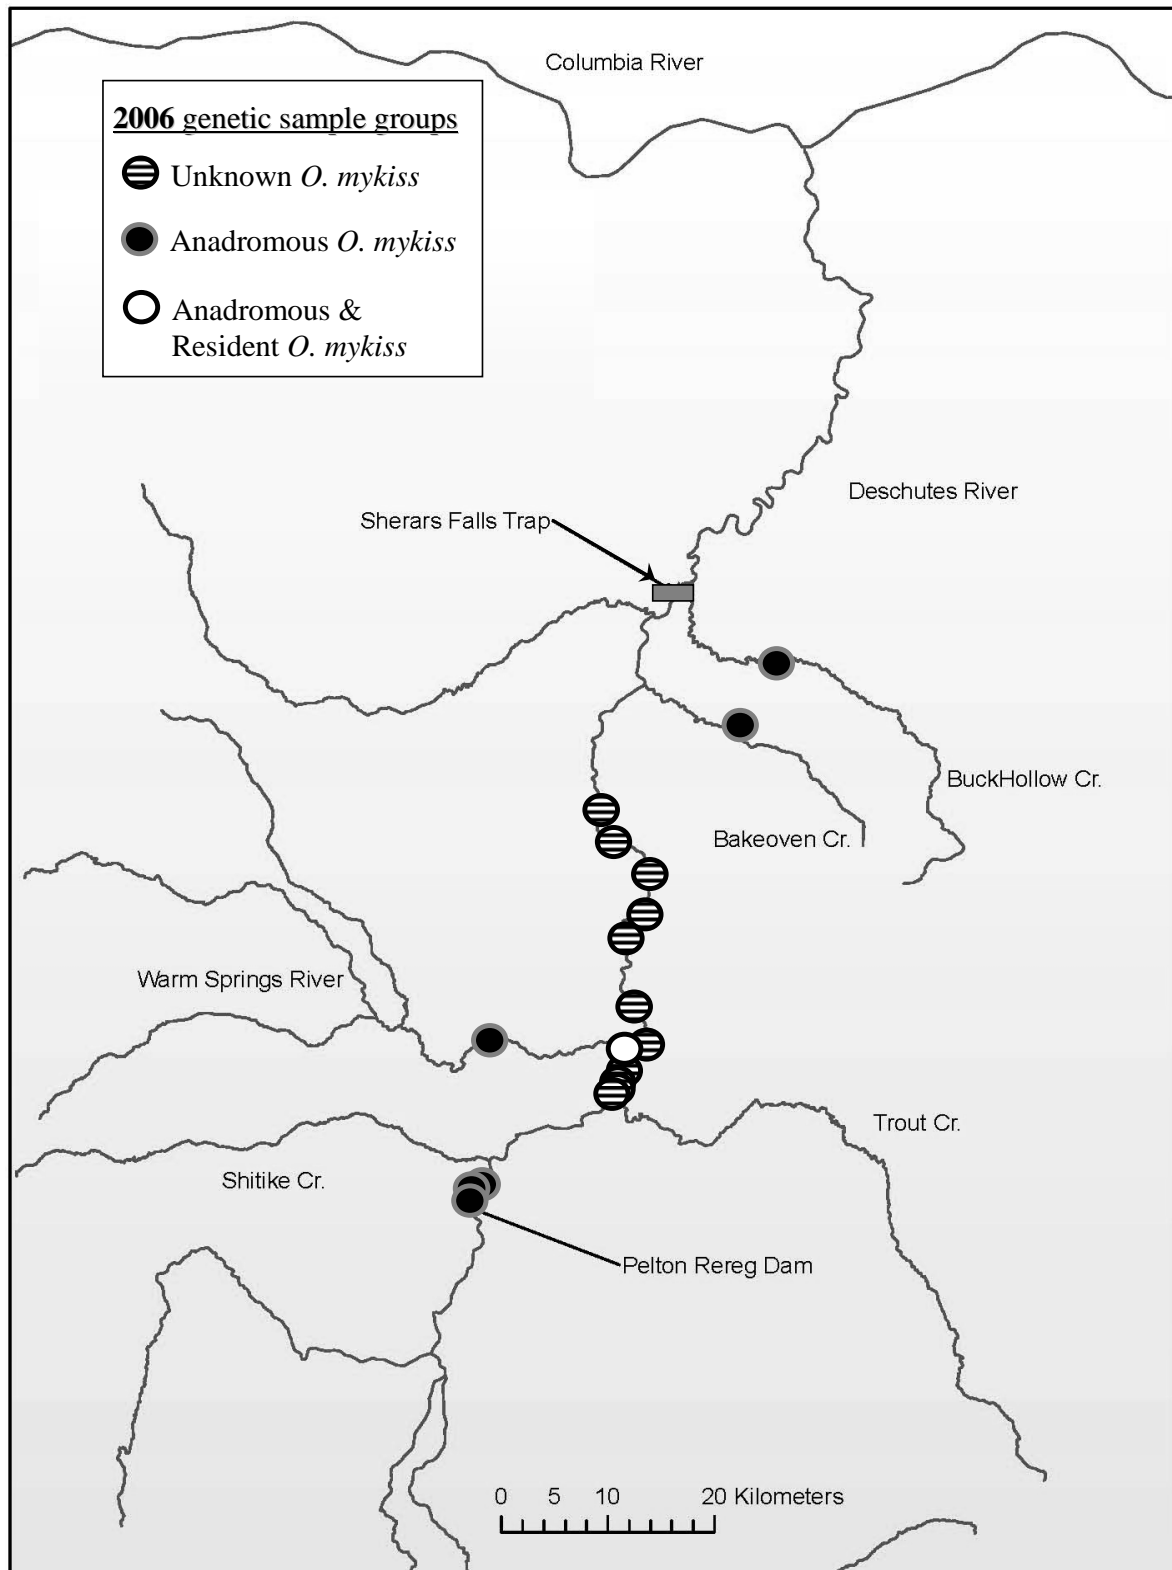 Columbia River
2006 genetic sample groups
Unknown O. mykiss
Anadromous O. mykiss
Anadromous &
Resident O. mykiss
Deschutes River
Sherars Falls Trap
BuckHollow Cr.
Bakeoven Cr.
Warm Springs River
Trout Cr.
Shitike Cr.
Pelton Rereg Dam
0 5 10 20 Kilometers